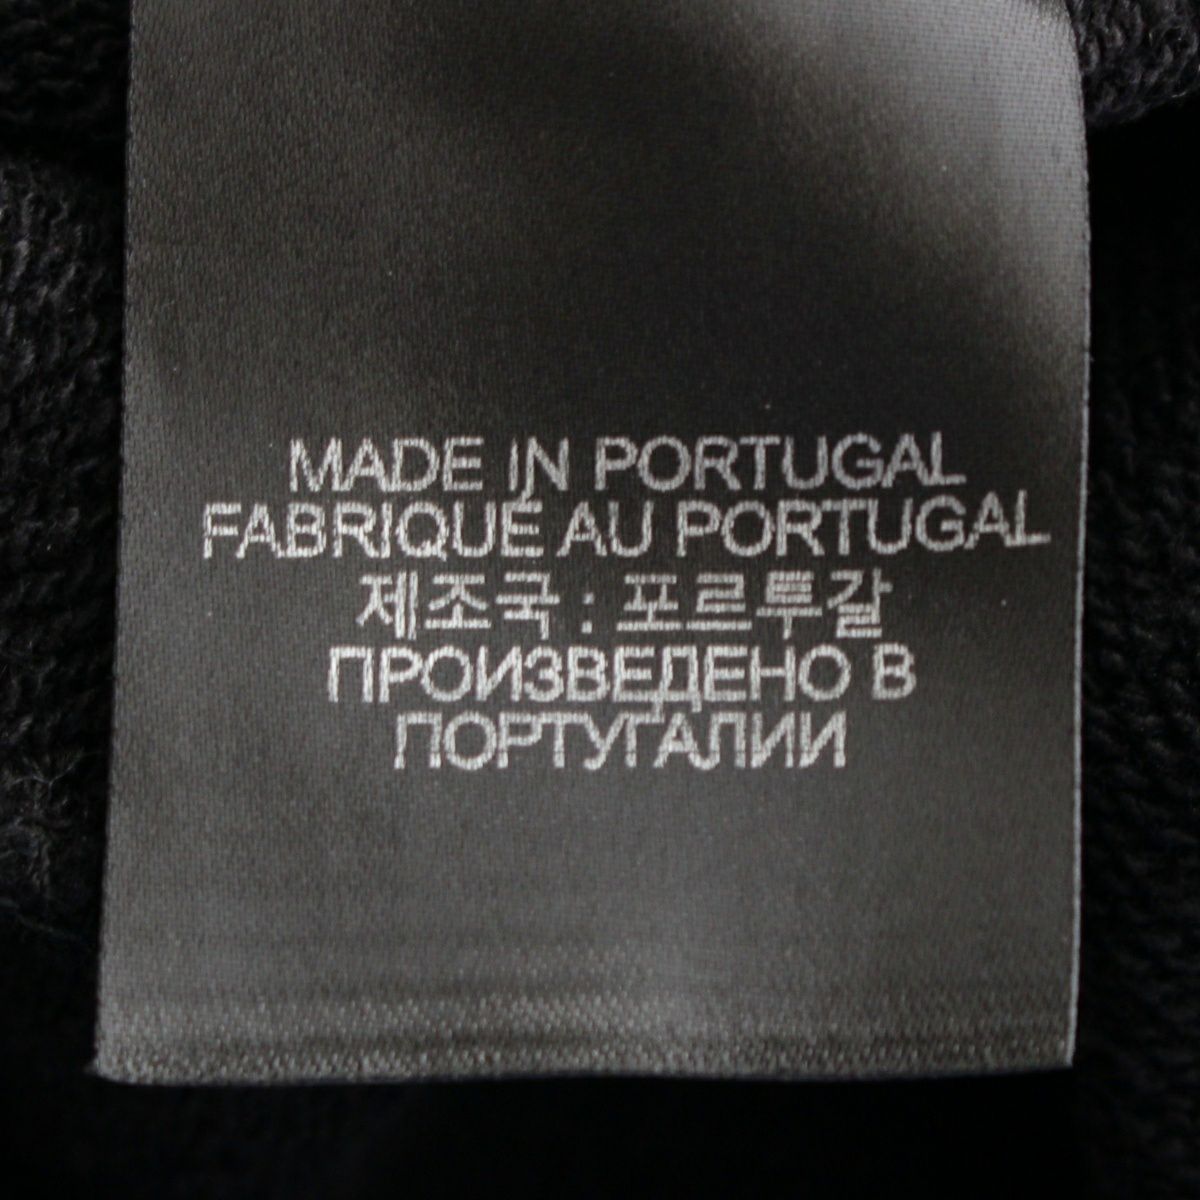 MADE IN PORTUGAL
FABRIQUÉ AU PORTUGAL
제조국 : 포르투갈
ПРОИЗВЕДЕНО В
ПОРТУГАЛИИ